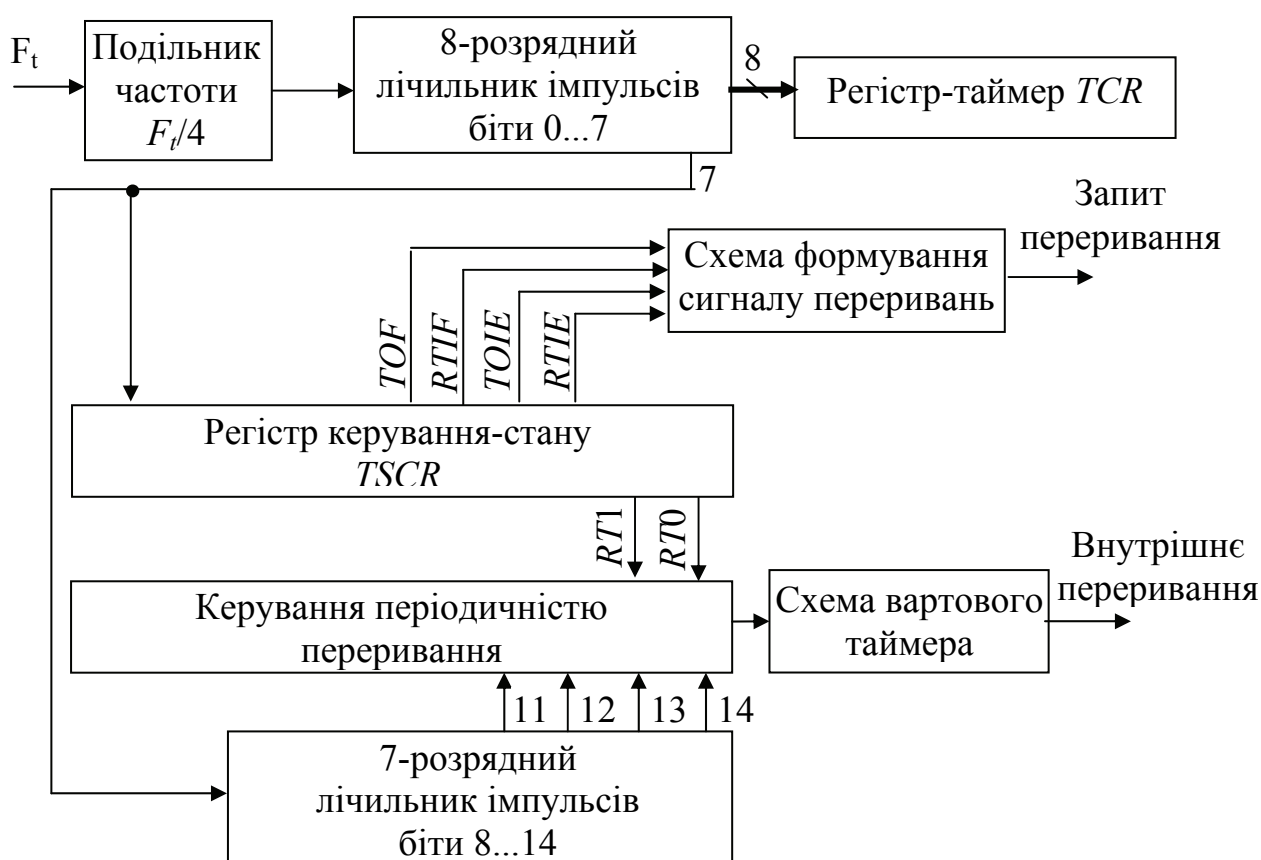 F_t
Подільник
частоти
F_t/4
8-розрядний
лічильник імпульсів
біти 0...7
8
Регістр-таймер TCR
7
Запит
переривання
Схема формування
сигналу переривань
TOF
RTIF
TOIE
RTIE
Регістр керування-стану
TSCR
RT1
RT0
Внутрішнє
переривання
Керування періодичністю
переривання
Схема вартового
таймера
11
12
13
14
7-розрядний
лічильник імпульсів
біти 8...14